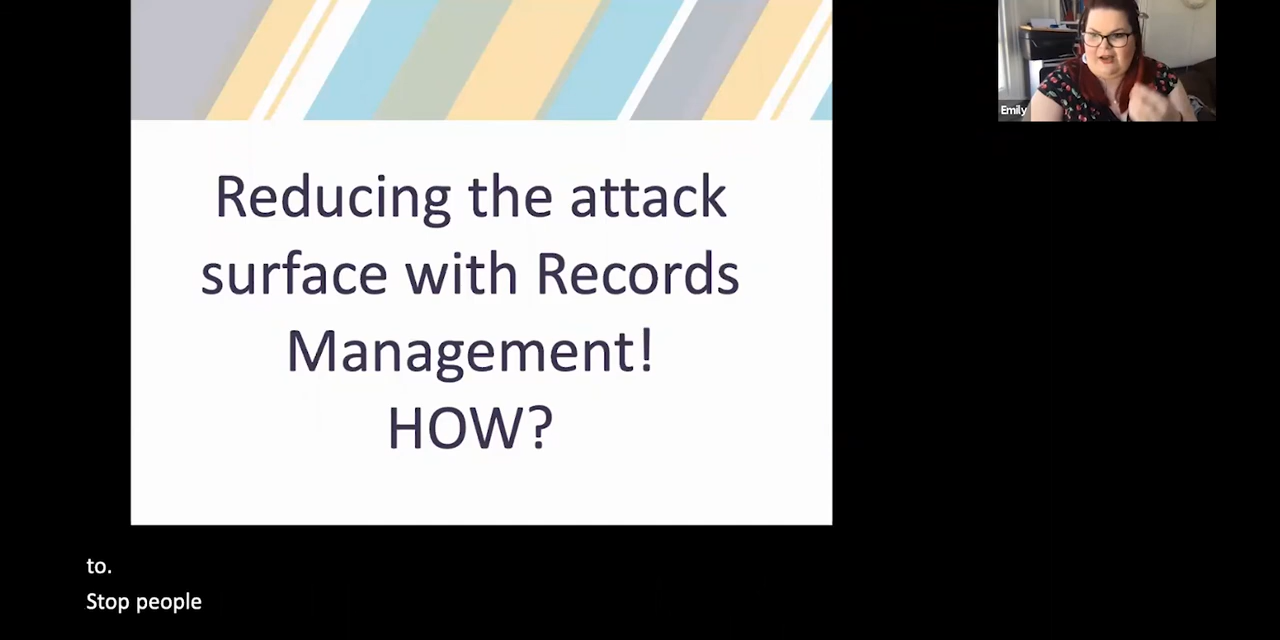 Emily
Reducing the attack
surface with Records
Management!
HOW?
to.
Stop people